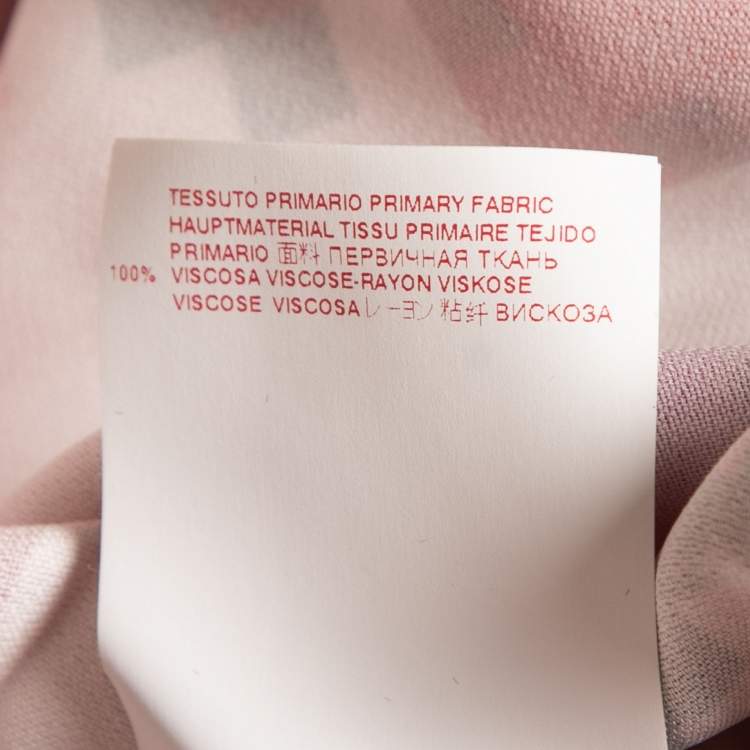 TESSUTO PRIMARIO PRIMARY FABRIC
HAUPTMATERIAL TISSU PRIMAIRE TEJIDO
PRIMARIO 面料 ПЕРВИЧНАЯ ТКАНЬ
100% VISCOSA VISCOSE-RAYON VISKOSE
VISCOSE VISCOSA レーヨン 粘纤 ВИСКОЗА